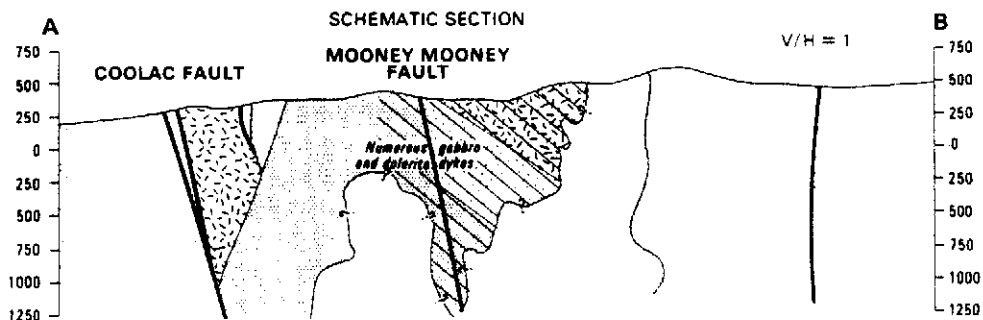 SCHEMATIC SECTION
A
B
V/H = 1
MOONEY MOONEY
FAULT
COOLAC FAULT
750
500
250
0
250
500
750
1000
1250
Numerous gabbro
and dolerite dykes
?
?
?
?
?
?
?
750
500
250
0
250
500
750
1000
1250